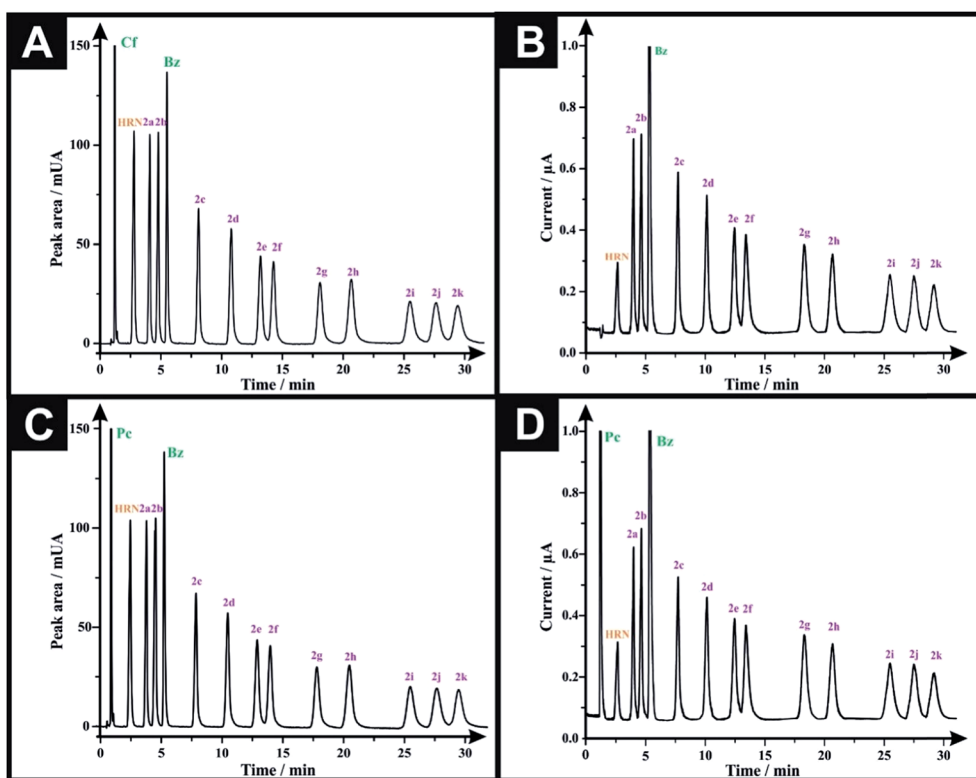 A
150
100
50
0
Peak area / mUA
Cf
HRN
2a
2b
Bz
2c
2d
2e
2f
2g
2h
2i
2j
2k
0
5
10
15
20
25
30
Time / min
B
1.0
0.8
0.6
0.4
0.2
0.0
Current / µA
HRN
2a
2b
Bz
2c
2d
2e
2f
2g
2h
2i
2j
2k
0
5
10
15
20
25
30
Time / min
C
150
100
50
0
Peak area / mUA
Pc
HRN
2a
2b
Bz
2c
2d
2e
2f
2g
2h
2i
2j
2k
0
5
10
15
20
25
30
Time / min
D
1.0
0.8
0.6
0.4
0.2
0.0
Current / µA
Pc
HRN
2a
2b
Bz
2c
2d
2e
2f
2g
2h
2i
2j
2k
0
5
10
15
20
25
30
Time / min